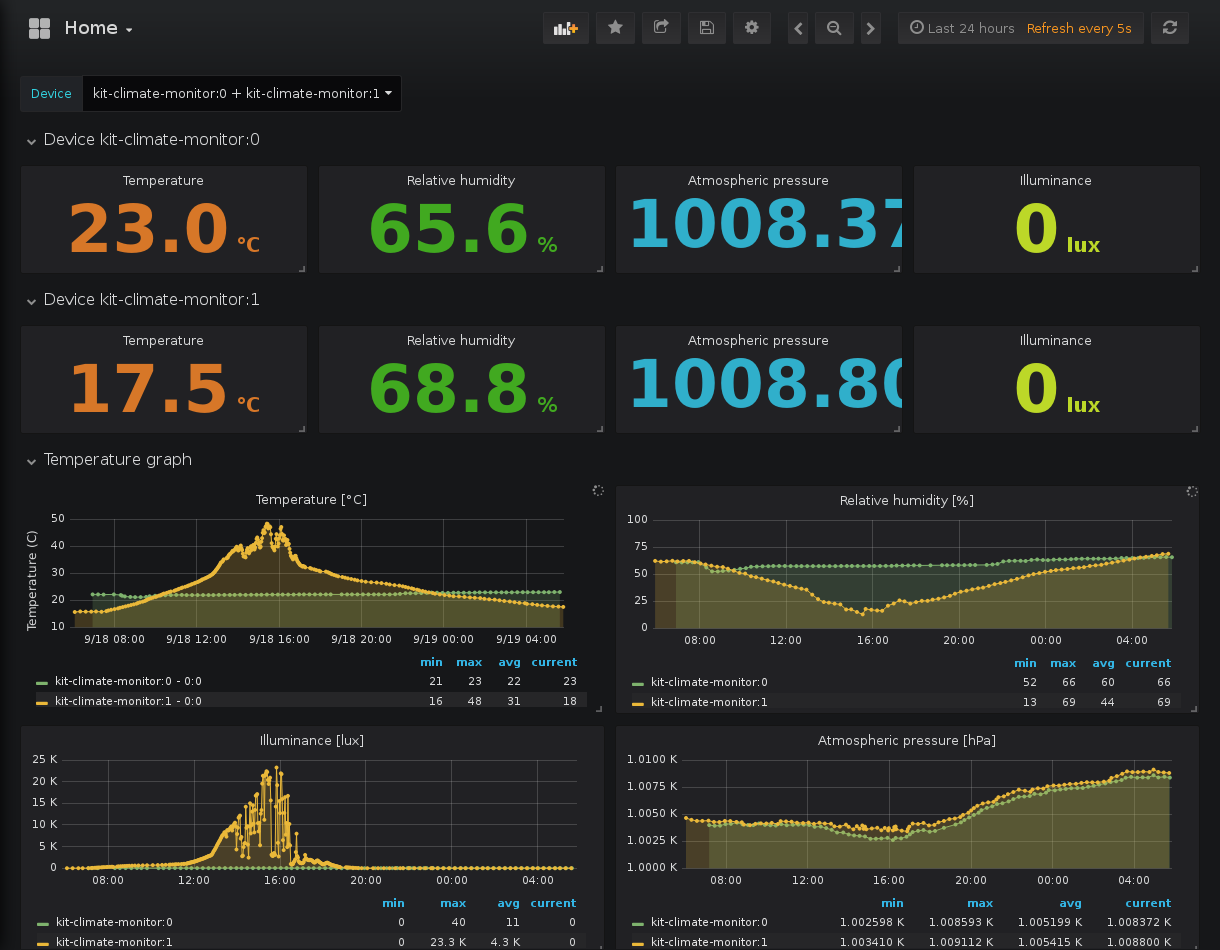 Home
Last 24 hours Refresh every 5s
Device kit-climate-monitor:0 + kit-climate-monitor:1
Device kit-climate-monitor:0
Temperature Relative humidity Atmospheric pressure Illuminance
23.0 °C 65.6 % 1008.37 0 lux
Device kit-climate-monitor:1
Temperature Relative humidity Atmospheric pressure Illuminance
17.5 °C 68.8 % 1008.80 0 lux
Temperature graph
Temperature [°C]
Temperature (C)
50
40
30
20
10
9/18 08:00 9/18 12:00 9/18 16:00 9/18 20:00 9/19 00:00 9/19 04:00
min max avg current
kit-climate-monitor:0 - 0:0 21 23 22 23
kit-climate-monitor:1 - 0:0 16 48 31 18
Relative humidity [%]
100
75
50
25
0
08:00 12:00 16:00 20:00 00:00 04:00
min max avg current
kit-climate-monitor:0 52 66 60 66
kit-climate-monitor:1 13 69 44 69
Illuminance [lux]
25 K
20 K
15 K
10 K
5 K
0
08:00 12:00 16:00 20:00 00:00 04:00
min max avg current
kit-climate-monitor:0 0 40 11 0
kit-climate-monitor:1 0 23.3 K 4.3 K 0
Atmospheric pressure [hPa]
1.0100 K
1.0075 K
1.0050 K
1.0025 K
1.0000 K
08:00 12:00 16:00 20:00 00:00 04:00
min max avg current
kit-climate-monitor:0 1.002598 K 1.008593 K 1.005199 K 1.008372 K
kit-climate-monitor:1 1.003410 K 1.009112 K 1.005415 K 1.008800 K